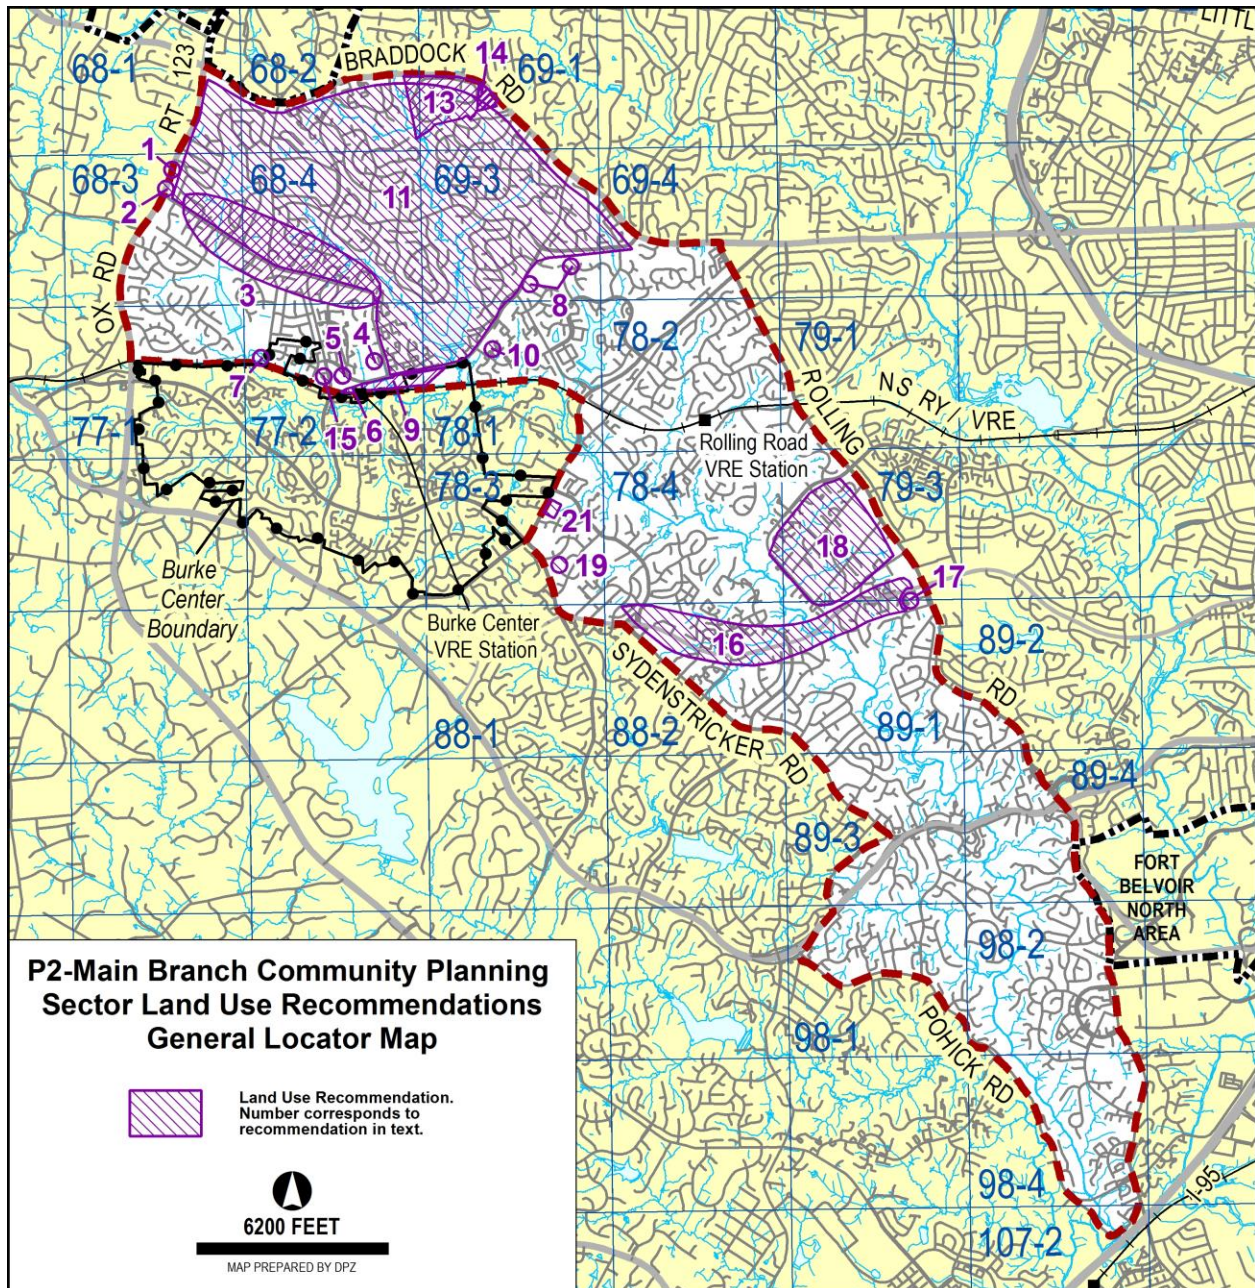 LITTL
68-1
123
68-2
BRADDOCK
RD
14
69-1
13
RT
1
68-3
2
68-4
69-3
69-4
11
OX RD
3
8
5
4
10
78-2
79-1
7
ROLLING
NS RY/ VRE
77-1
77-2
15
6
9
78-1
Rolling Road
VRE Station
78-3
78-4
79-3
21
18
19
17
Burke
Center
Boundary
Burke Center
VRE Station
16
89-2
SYDENSTRICKER RD
RD
88-1
88-2
89-1
89-4
89-3
FORT
BELVOIR
NORTH
AREA
98-2
98-1
POHICK RD
98-4
I-95
107-2
P2-Main Branch Community Planning
Sector Land Use Recommendations
General Locator Map
Land Use Recommendation.
Number corresponds to
recommendation in text.
6200 FEET
MAP PREPARED BY DPZ